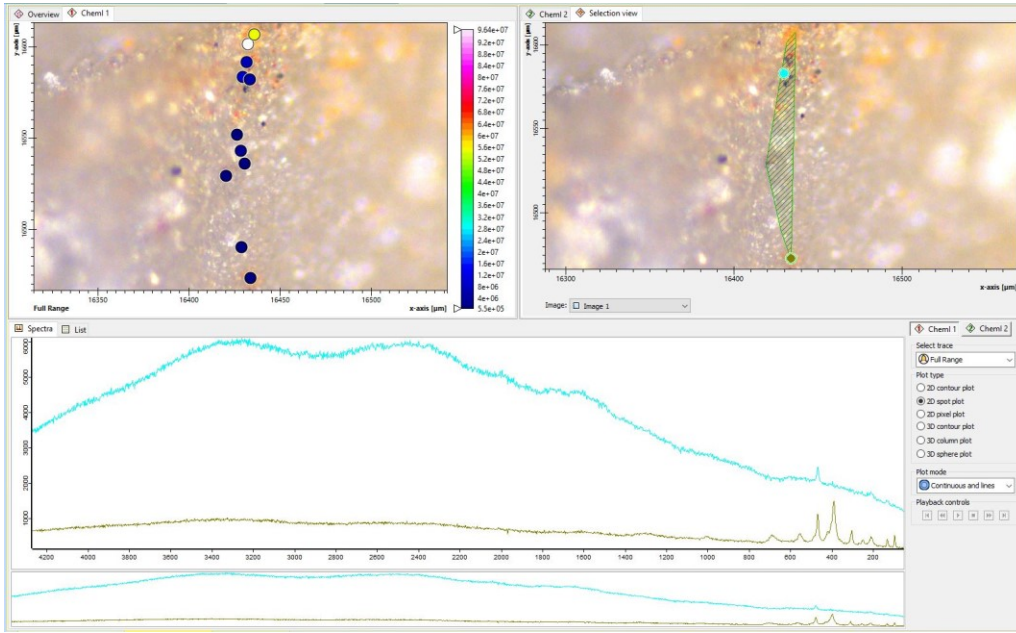 Overview
ChemI 1
y-axis [µm]
16600
16550
16500
16350
16400
16450
16500
x-axis [µm]
Full Range
9.64e+07
9.2e+07
8.8e+07
8.4e+07
8e+07
7.6e+07
7.2e+07
6.8e+07
6.4e+07
6e+07
5.6e+07
5.2e+07
4.8e+07
4.4e+07
4e+07
3.6e+07
3.2e+07
2.8e+07
2.4e+07
2e+07
1.6e+07
1.2e+07
8e+06
4e+06
5.5e+05
ChemI 2
Selection view
y-axis [µm]
16600
16550
16500
16300
16400
16500
x-axis [µm]
Image:
Image 1
Spectra
List
6000
5000
4000
3000
2000
1000
4200
4000
3800
3600
3400
3200
3000
2800
2600
2400
2200
2000
1800
1600
1400
1200
1000
800
600
400
200
ChemI 1
ChemI 2
Select trace
Full Range
Plot type
2D contour plot
2D spot plot
2D pixel plot
3D contour plot
3D column plot
3D sphere plot
Plot mode
Continuous and lines
Playback controls